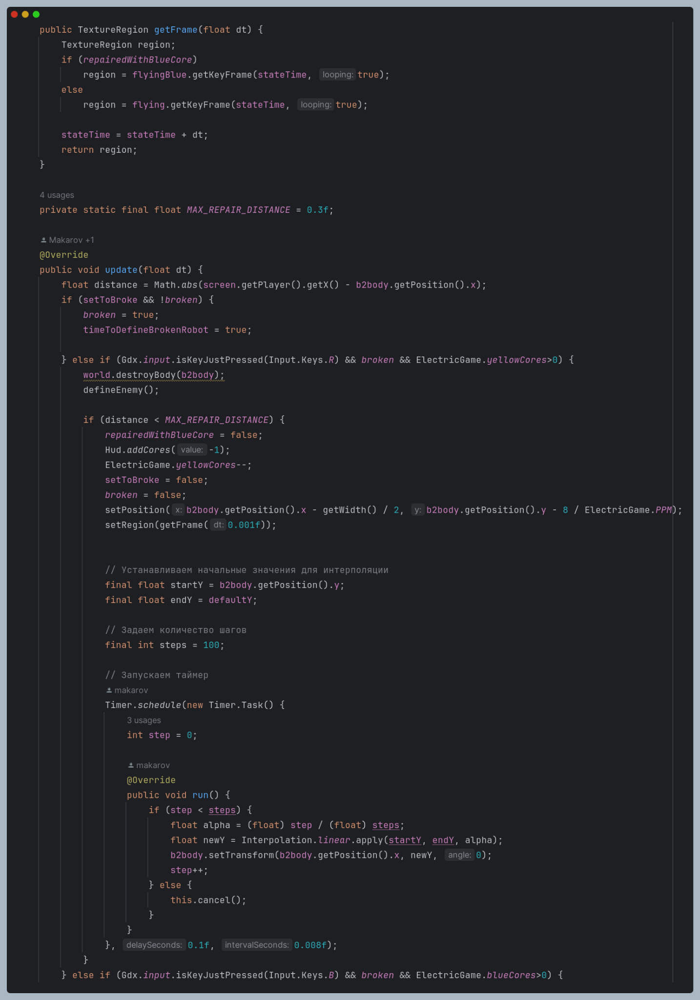 public TextureRegion getFrame(float dt) {
TextureRegion region;
if (repairedWithBlueCore)
region = flyingBlue.getKeyFrame(stateTime, looping: true);
else
region = flying.getKeyFrame(stateTime, looping: true);
stateTime = stateTime + dt;
return region;
}
4 usages
private static final float MAX_REPAIR_DISTANCE = 0.3f;
Makarov +1
@Override
public void update(float dt) {
float distance = Math.abs(screen.getPlayer().getX() - b2body.getPosition().x);
if (setToBroke && !broken) {
broken = true;
timeToDefineBrokenRobot = true;
} else if (Gdx.input.isKeyJustPressed(Input.Keys.R) && broken && ElectricGame.yellowCores>0) {
world.destroyBody(b2body);
defineEnemy();
if (distance < MAX_REPAIR_DISTANCE) {
repairedWithBlueCore = false;
Hud.addCores( value: -1);
ElectricGame.yellowCores--;
setToBroke = false;
broken = false;
setPosition( x: b2body.getPosition().x - getWidth() / 2, y: b2body.getPosition().y - 8 / ElectricGame.PPM);
setRegion(getFrame( dt: 0.001f));
// Устанавливаем начальные значения для интерполяции
final float startY = b2body.getPosition().y;
final float endY = defaultY;
// Задаем количество шагов
final int steps = 100;
// Запускаем таймер
makarov
Timer.schedule(new Timer.Task() {
3 usages
int step = 0;
makarov
@Override
public void run() {
if (step < steps) {
float alpha = (float) step / (float) steps;
float newY = Interpolation.linear.apply(startY, endY, alpha);
b2body.setTransform(b2body.getPosition().x, newY, angle: 0);
step++;
} else {
this.cancel();
}
}
}, delaySeconds: 0.1f, intervalSeconds: 0.008f);
}
} else if (Gdx.input.isKeyJustPressed(Input.Keys.B) && broken && ElectricGame.blueCores>0) {